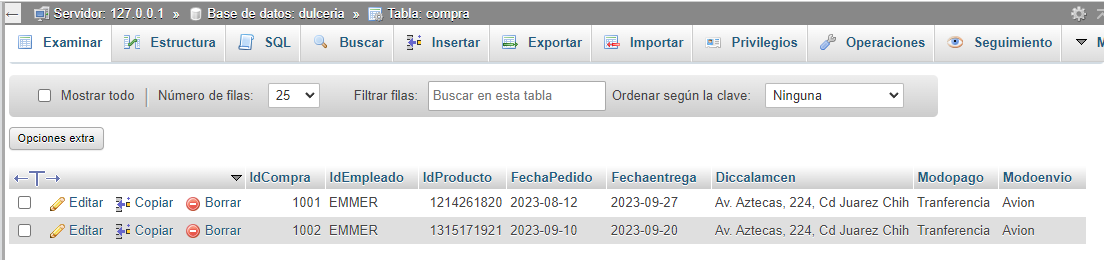 Servidor: 127.0.0.1 » Base de datos: dulceria » Tabla: compra
Examinar Estructura SQL Buscar Insertar Exportar Importar Privilegios Operaciones Seguimiento
Mostrar todo Número de filas: 25 Filtrar filas: Buscar en esta tabla Ordenar según la clave: Ninguna
Opciones extra
IdCompra IdEmpleado IdProducto FechaPedido Fechaentrega Diccalamcen Modopago Modoenvio
Editar Copiar Borrar 1001 EMMER 1214261820 2023-08-12 2023-09-27 Av. Aztecas, 224, Cd Juarez Chih Tranferencia Avion
Editar Copiar Borrar 1002 EMMER 1315171921 2023-09-10 2023-09-20 Av. Aztecas, 224, Cd Juarez Chih Tranferencia Avion